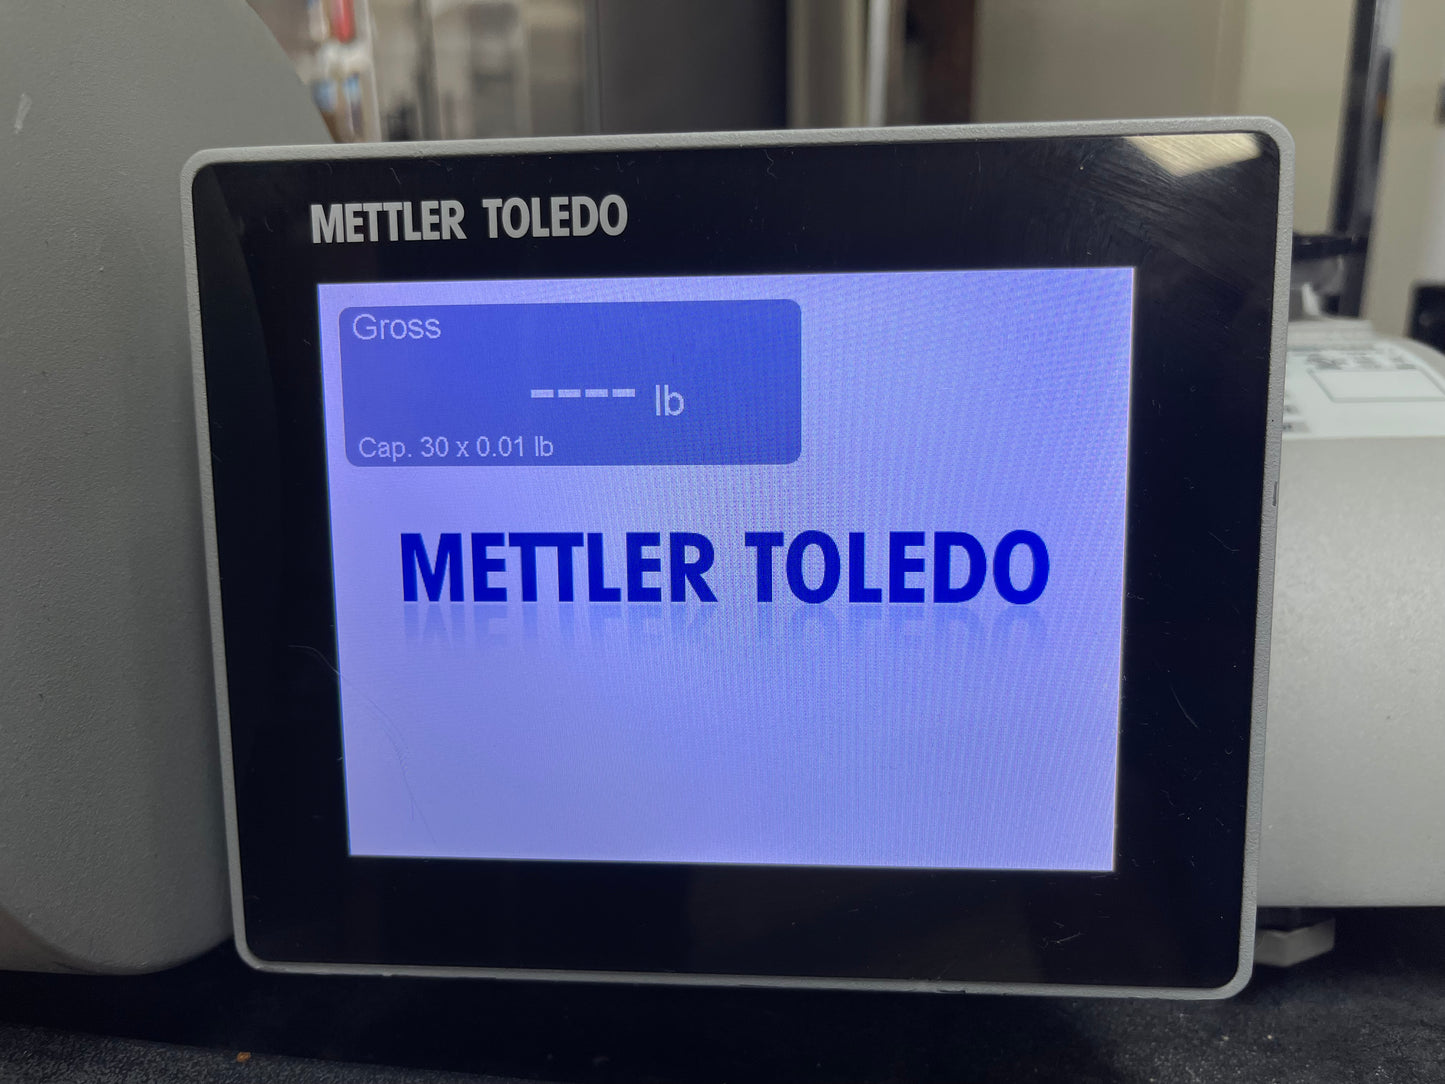 METTLER TOLEDO
Gross
---- lb
Cap. 30 x 0.01 lb
METTLER TOLEDO